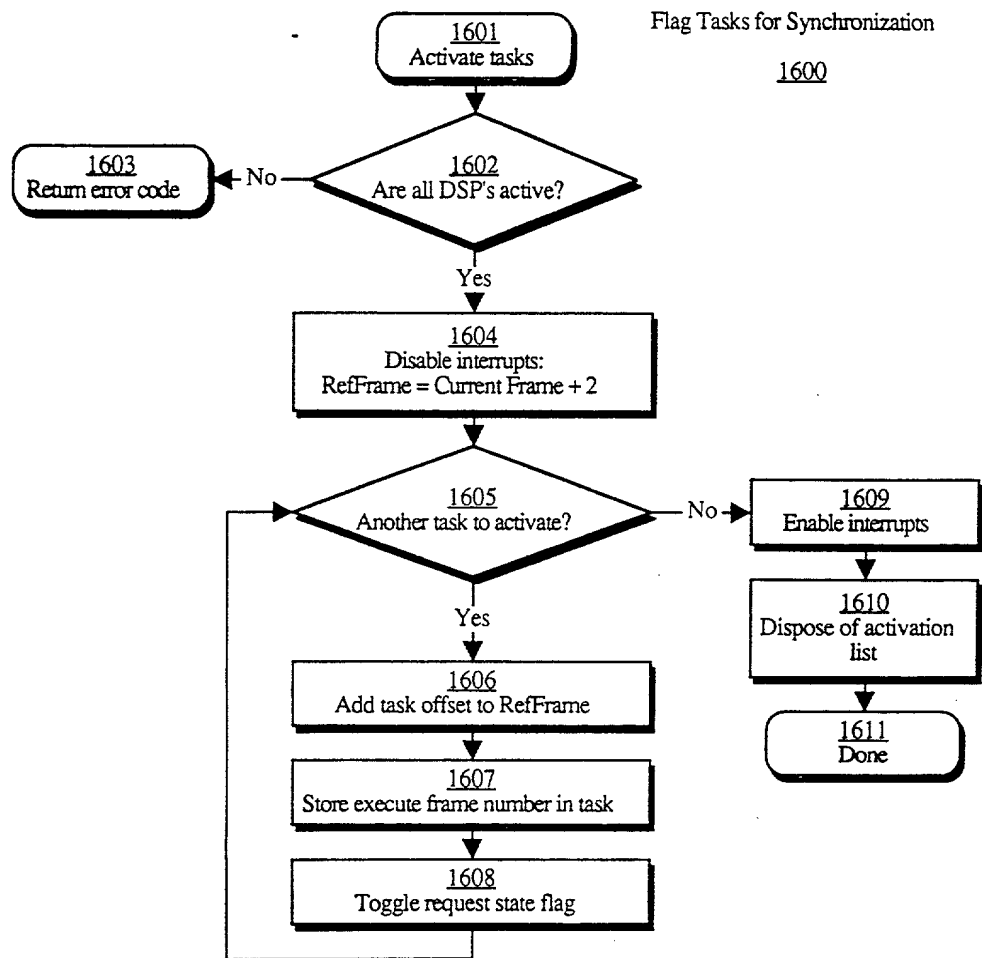 Flag Tasks for Synchronization
1600
1601
Activate tasks
1602
Are all DSP's active?
No
1603
Return error code
Yes
1604
Disable interrupts:
RefFrame = Current Frame + 2
1605
Another task to activate?
No
1609
Enable interrupts
1610
Dispose of activation
list
1611
Done
Yes
1606
Add task offset to RefFrame
1607
Store execute frame number in task
1608
Toggle request state flag